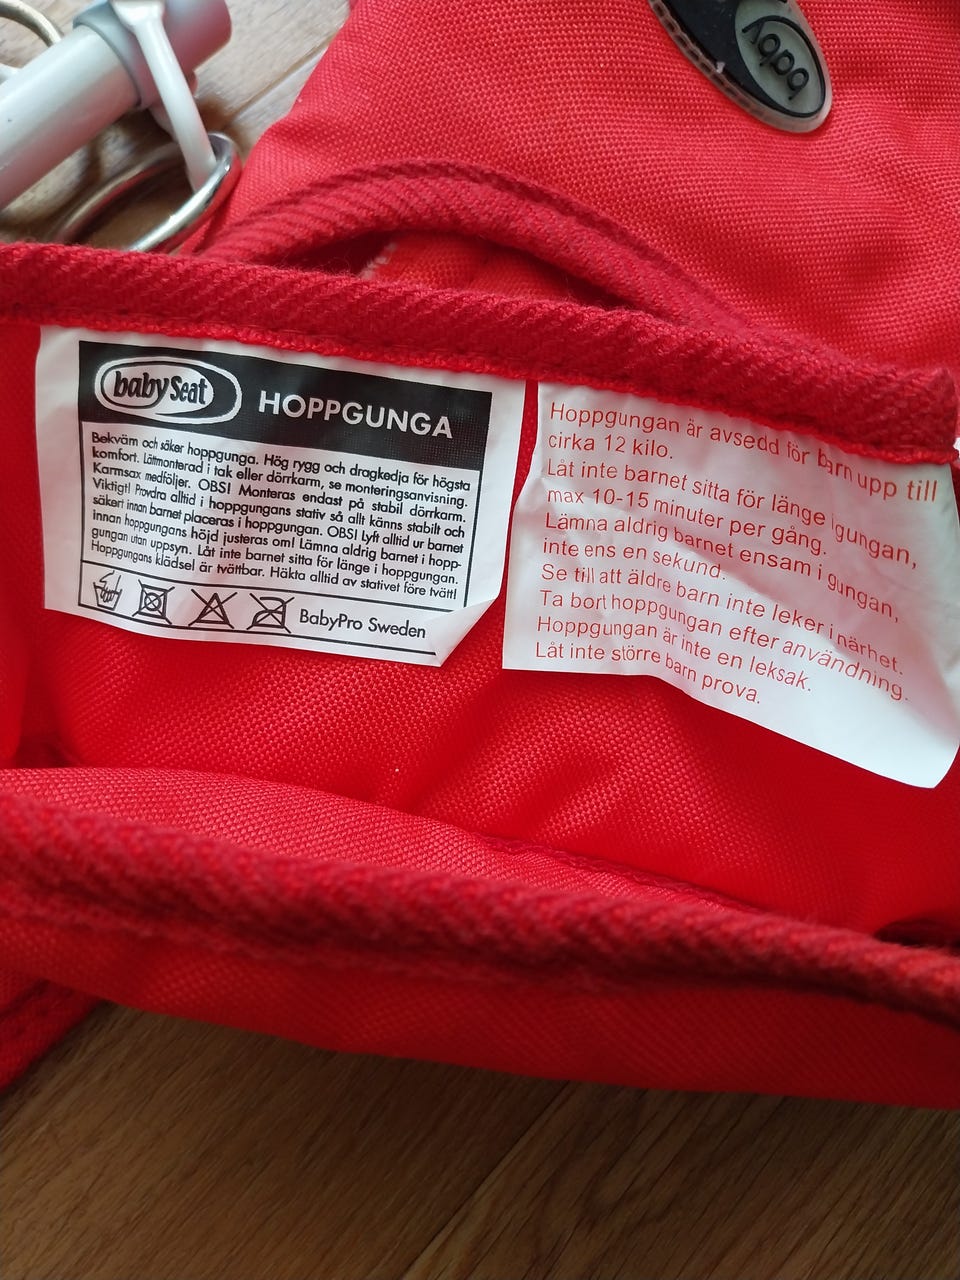 baby
babySeat
HOPPGUNGA
Bekväm och säker hoppgunga. Hög rygg och dragkedja för högsta
komfort. Lättmonterad i tak eller dörrkarm, se monteringsanvisning.
Karmsax medföljer. OBS! Monteras endast på stabil dörrkarm.
Viktigt! Provdra alltid i hoppgungans stativ så allt känns stabilt och
säkert innan barnet placeras i hoppgungan. OBS! Lyft alltid ur barnet
innan hoppgungans höjd justeras om! Lämna aldrig barnet i hopp-
gungan utan uppsyn. Låt inte barnet sitta för länge i hoppgungan.
Hoppgungans klädsel är tvättbar. Häkta alltid av stativet före tvätt!
BabyPro Sweden
Hoppgungan är avsedd för barn upp till
cirka 12 kilo.
Låt inte barnet sitta för länge i gungan,
max 10-15 minuter per gång.
Lämna aldrig barnet ensam i gungan,
inte ens en sekund.
Se till att äldre barn inte leker i närhet.
Ta bort hoppgungan efter användning.
Hoppgungan är inte en leksak.
Låt inte större barn prova.